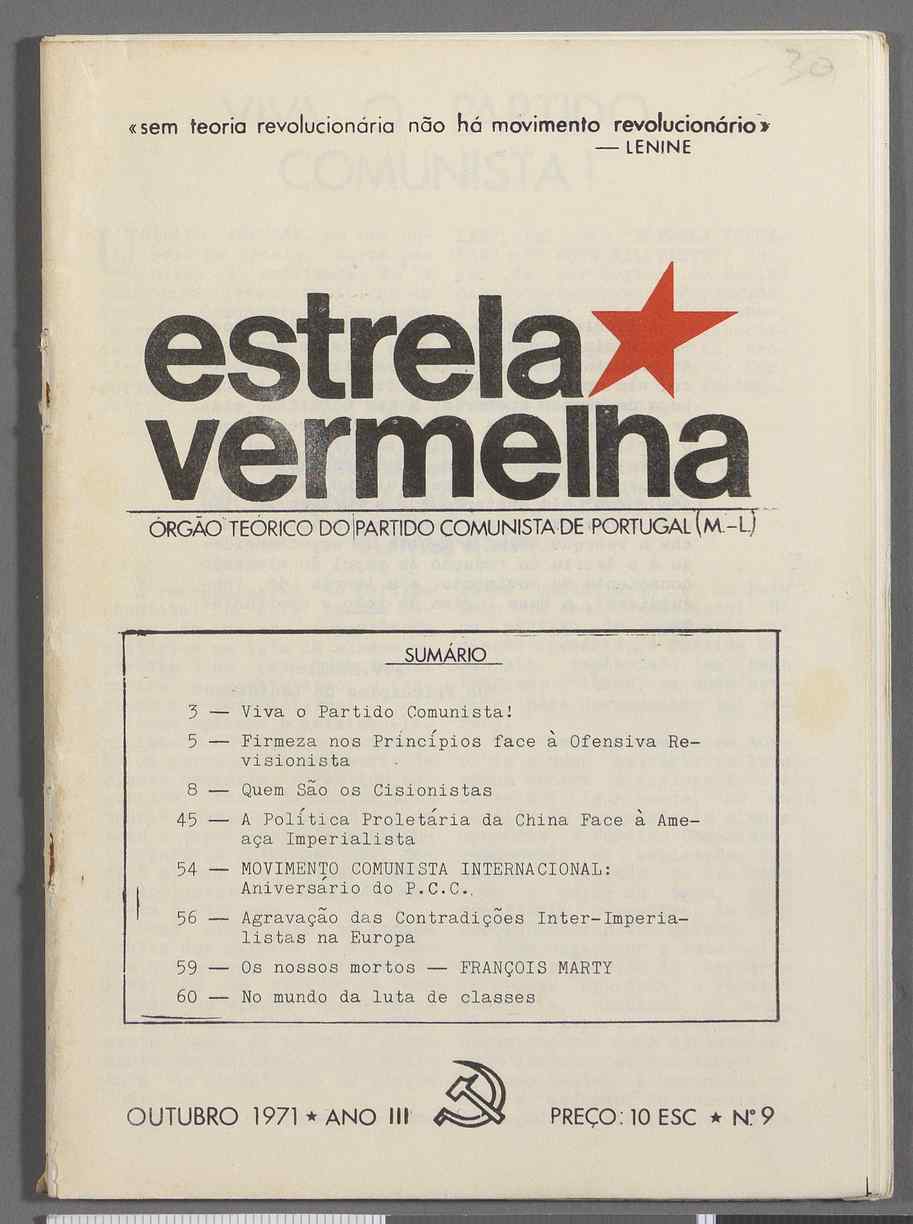 30
«sem teoria revolucionária não há movimento revolucionário»
— LENINE
estrela
vermelha
ÓRGÃO TEÓRICO DO PARTIDO COMUNISTA DE PORTUGAL (M.-L.)
SUMÁRIO
3 — Viva o Partido Comunista!
5 — Firmeza nos Princípios face à Ofensiva Re-
visionista
8 — Quem São os Cisionistas
45 — A Política Proletária da China Face à Ame-
aça Imperialista
54 — MOVIMENTO COMUNISTA INTERNACIONAL:
Aniversário do P.C.C.
56 — Agravação das Contradições Inter-Imperia-
listas na Europa
59 — Os nossos mortos — FRANÇOIS MARTY
60 — No mundo da luta de classes
OUTUBRO 1971 ★ ANO III PREÇO: 10 ESC ★ N.º 9